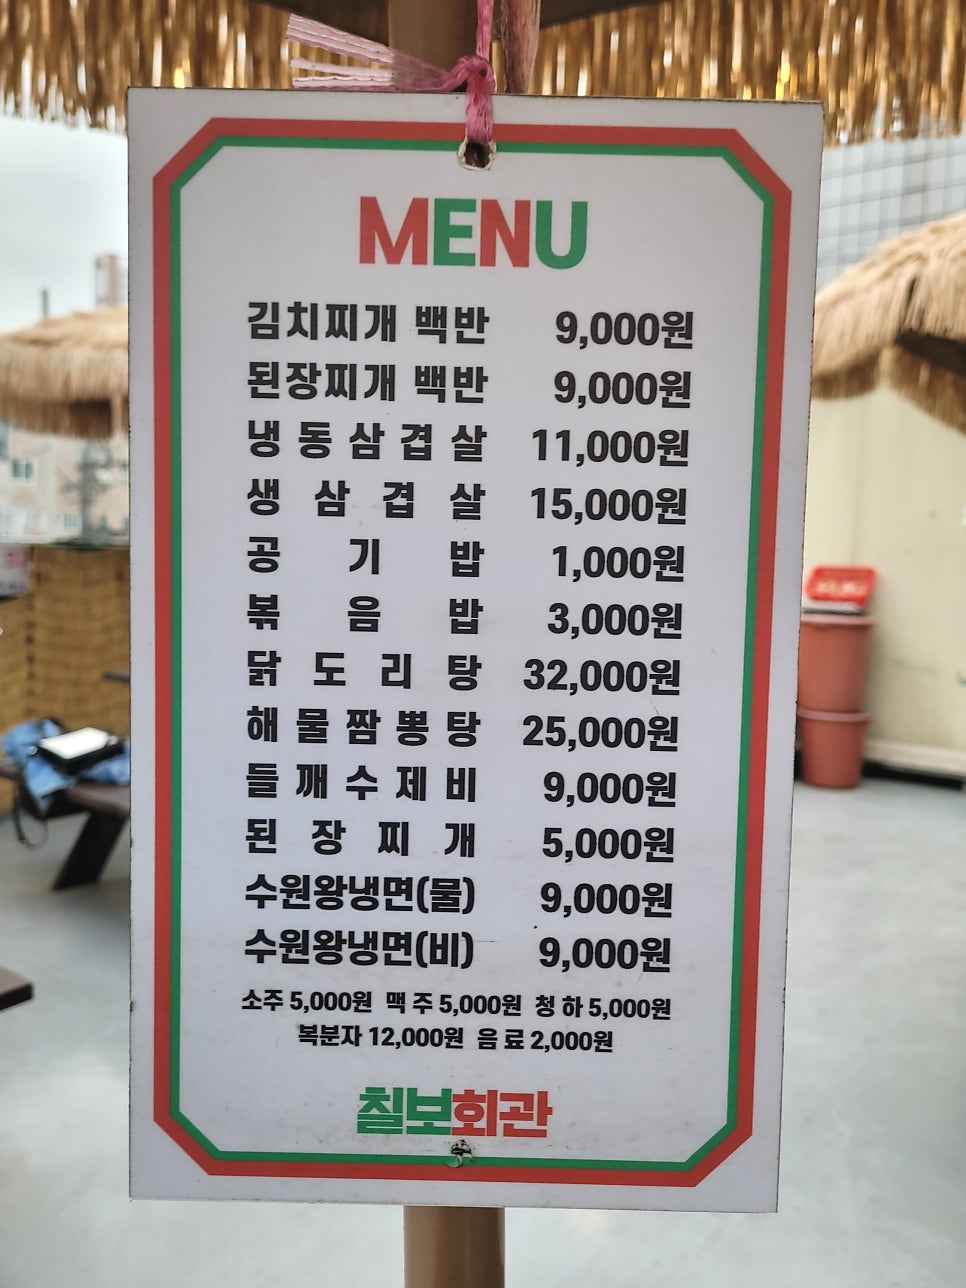 MENU
김치찌개 백반 9,000원
된장찌개 백반 9,000원
냉동삼겹살 11,000원
생삼겹살 15,000원
공기밥 1,000원
볶음밥 3,000원
닭도리탕 32,000원
해물짬뽕탕 25,000원
들깨수제비 9,000원
된장찌개 5,000원
수원왕냉면(물) 9,000원
수원왕냉면(비) 9,000원
소주 5,000원 맥주 5,000원 청하 5,000원
복분자 12,000원 음료 2,000원
칠보회관